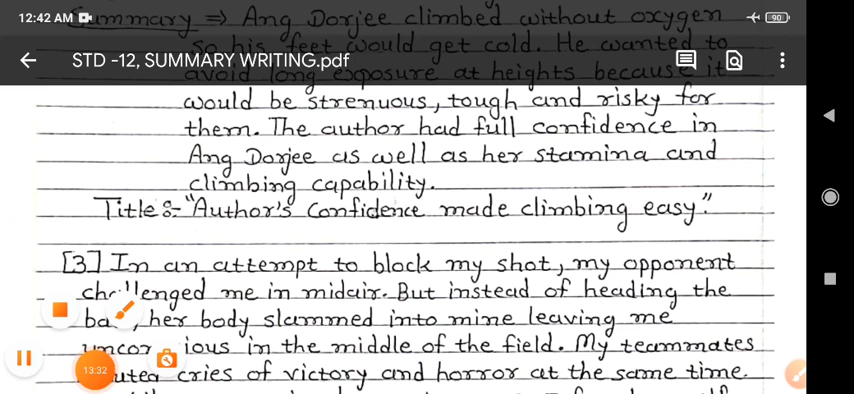 12:42 AM
90
Summary ⇒ Ang Dorjee climbed without oxygen
so his feet would get cold. He wanted to
STD -12, SUMMARY WRITING.pdf
avoid long exposure at heights because it
would be strenuous, tough and risky for
them. The author had full confidence in
Ang Dorjee as well as her stamina and
climbing capability.
Title:- "Author's Confidence made climbing easy."
[3] In an attempt to block my shot, my opponent
challenged me in midair. But instead of heading the
her body slammed into mine leaving me
in the middle of the field. My teammates
cries of victory and horror at the same time.
13:32